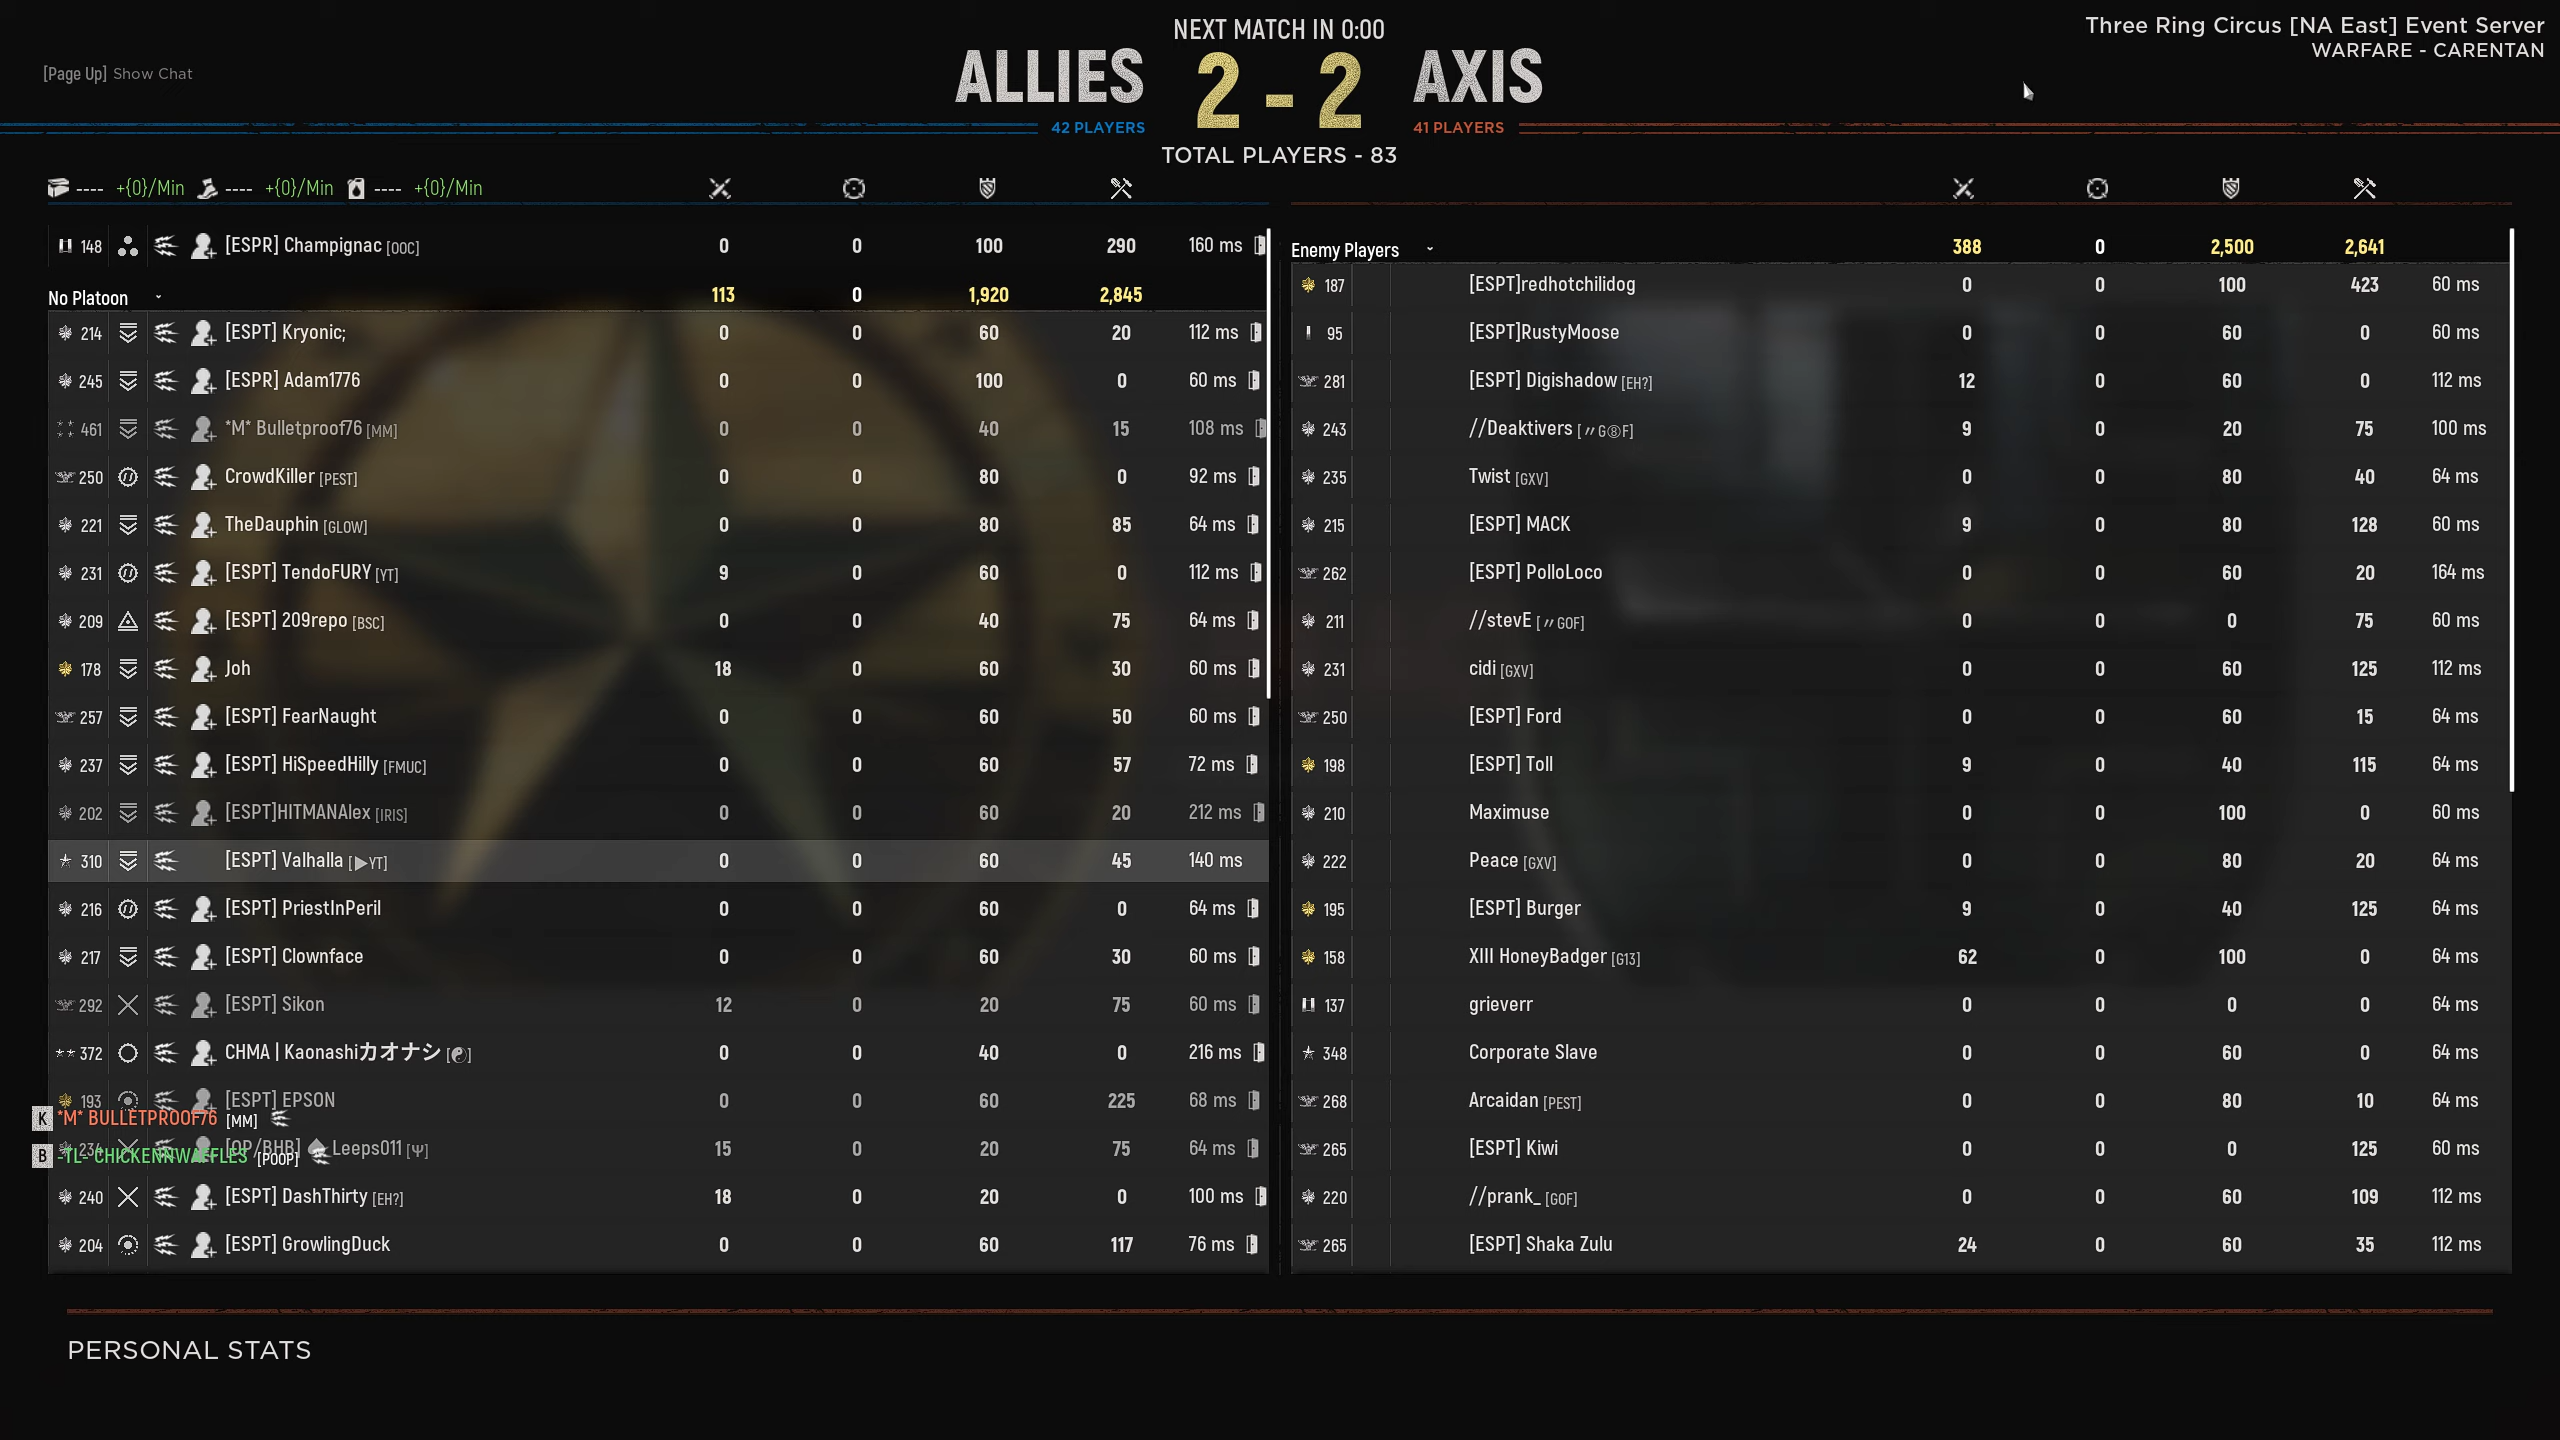 NEXT MATCH IN 0:00
Three Ring Circus [NA East] Event Server
WARFARE - CARENTAN
[Page Up] Show Chat
ALLIES 2 - 2 AXIS
42 PLAYERS
41 PLAYERS
TOTAL PLAYERS - 83
---- +{0}/Min ---- +{0}/Min ---- +{0}/Min
148 [ESPR] Champignac [OOC] 0 0 100 290 160 ms
No Platoon 113 0 1,920 2,845
214 [ESPT] Kryonic; 0 0 60 20 112 ms
245 [ESPR] Adam1776 0 0 100 0 60 ms
461 *M* Bulletproof76 [MM] 0 0 40 15 108 ms
250 CrowdKiller [PEST] 0 0 80 0 92 ms
221 TheDauphin [GLOW] 0 0 80 85 64 ms
231 [ESPT] TendoFURY [YT] 9 0 60 0 112 ms
209 [ESPT] 209repo [BSC] 0 0 40 75 64 ms
178 Joh 18 0 60 30 60 ms
257 [ESPT] FearNaught 0 0 60 50 60 ms
237 [ESPT] HiSpeedHilly [FMUC] 0 0 60 57 72 ms
202 [ESPT]HITMANAlex [IRIS] 0 0 60 20 212 ms
310 [ESPT] Valhalla [▶YT] 0 0 60 45 140 ms
216 [ESPT] PriestInPeril 0 0 60 0 64 ms
217 [ESPT] Clownface 0 0 60 30 60 ms
292 [ESPT] Sikon 12 0 20 75 60 ms
372 CHMA | Kaonashiカオナシ [☯] 0 0 40 0 216 ms
193 [ESPT] EPSON 0 0 60 225 68 ms
K *M* BULLETPROOF76 [MM]
234 [OP/BHB] ♠Leeps011 [Ψ] 15 0 20 75 64 ms
B -TL- CHICKENNWAFFLES [POOP]
240 [ESPT] DashThirty [EH?] 18 0 20 0 100 ms
204 [ESPT] GrowlingDuck 0 0 60 117 76 ms
Enemy Players 388 0 2,500 2,641
187 [ESPT]redhotchilidog 0 0 100 423 60 ms
95 [ESPT]RustyMoose 0 0 60 0 60 ms
281 [ESPT] Digishadow [EH?] 12 0 60 0 112 ms
243 //Deaktivers [〃G⑧F] 9 0 20 75 100 ms
235 Twist [GXV] 0 0 80 40 64 ms
215 [ESPT] MACK 9 0 80 128 60 ms
262 [ESPT] PolloLoco 0 0 60 20 164 ms
211 //stevE [〃GOF] 0 0 0 75 60 ms
231 cidi [GXV] 0 0 60 125 112 ms
250 [ESPT] Ford 0 0 60 15 64 ms
198 [ESPT] Toll 9 0 40 115 64 ms
210 Maximuse 0 0 100 0 60 ms
222 Peace [GXV] 0 0 80 20 64 ms
195 [ESPT] Burger 9 0 40 125 64 ms
158 XIII HoneyBadger [G13] 62 0 100 0 64 ms
137 grieverr 0 0 0 0 64 ms
348 Corporate Slave 0 0 60 0 64 ms
268 Arcaidan [PEST] 0 0 80 10 64 ms
265 [ESPT] Kiwi 0 0 0 125 60 ms
220 //prank_ [GOF] 0 0 60 109 112 ms
265 [ESPT] Shaka Zulu 24 0 60 35 112 ms
PERSONAL STATS